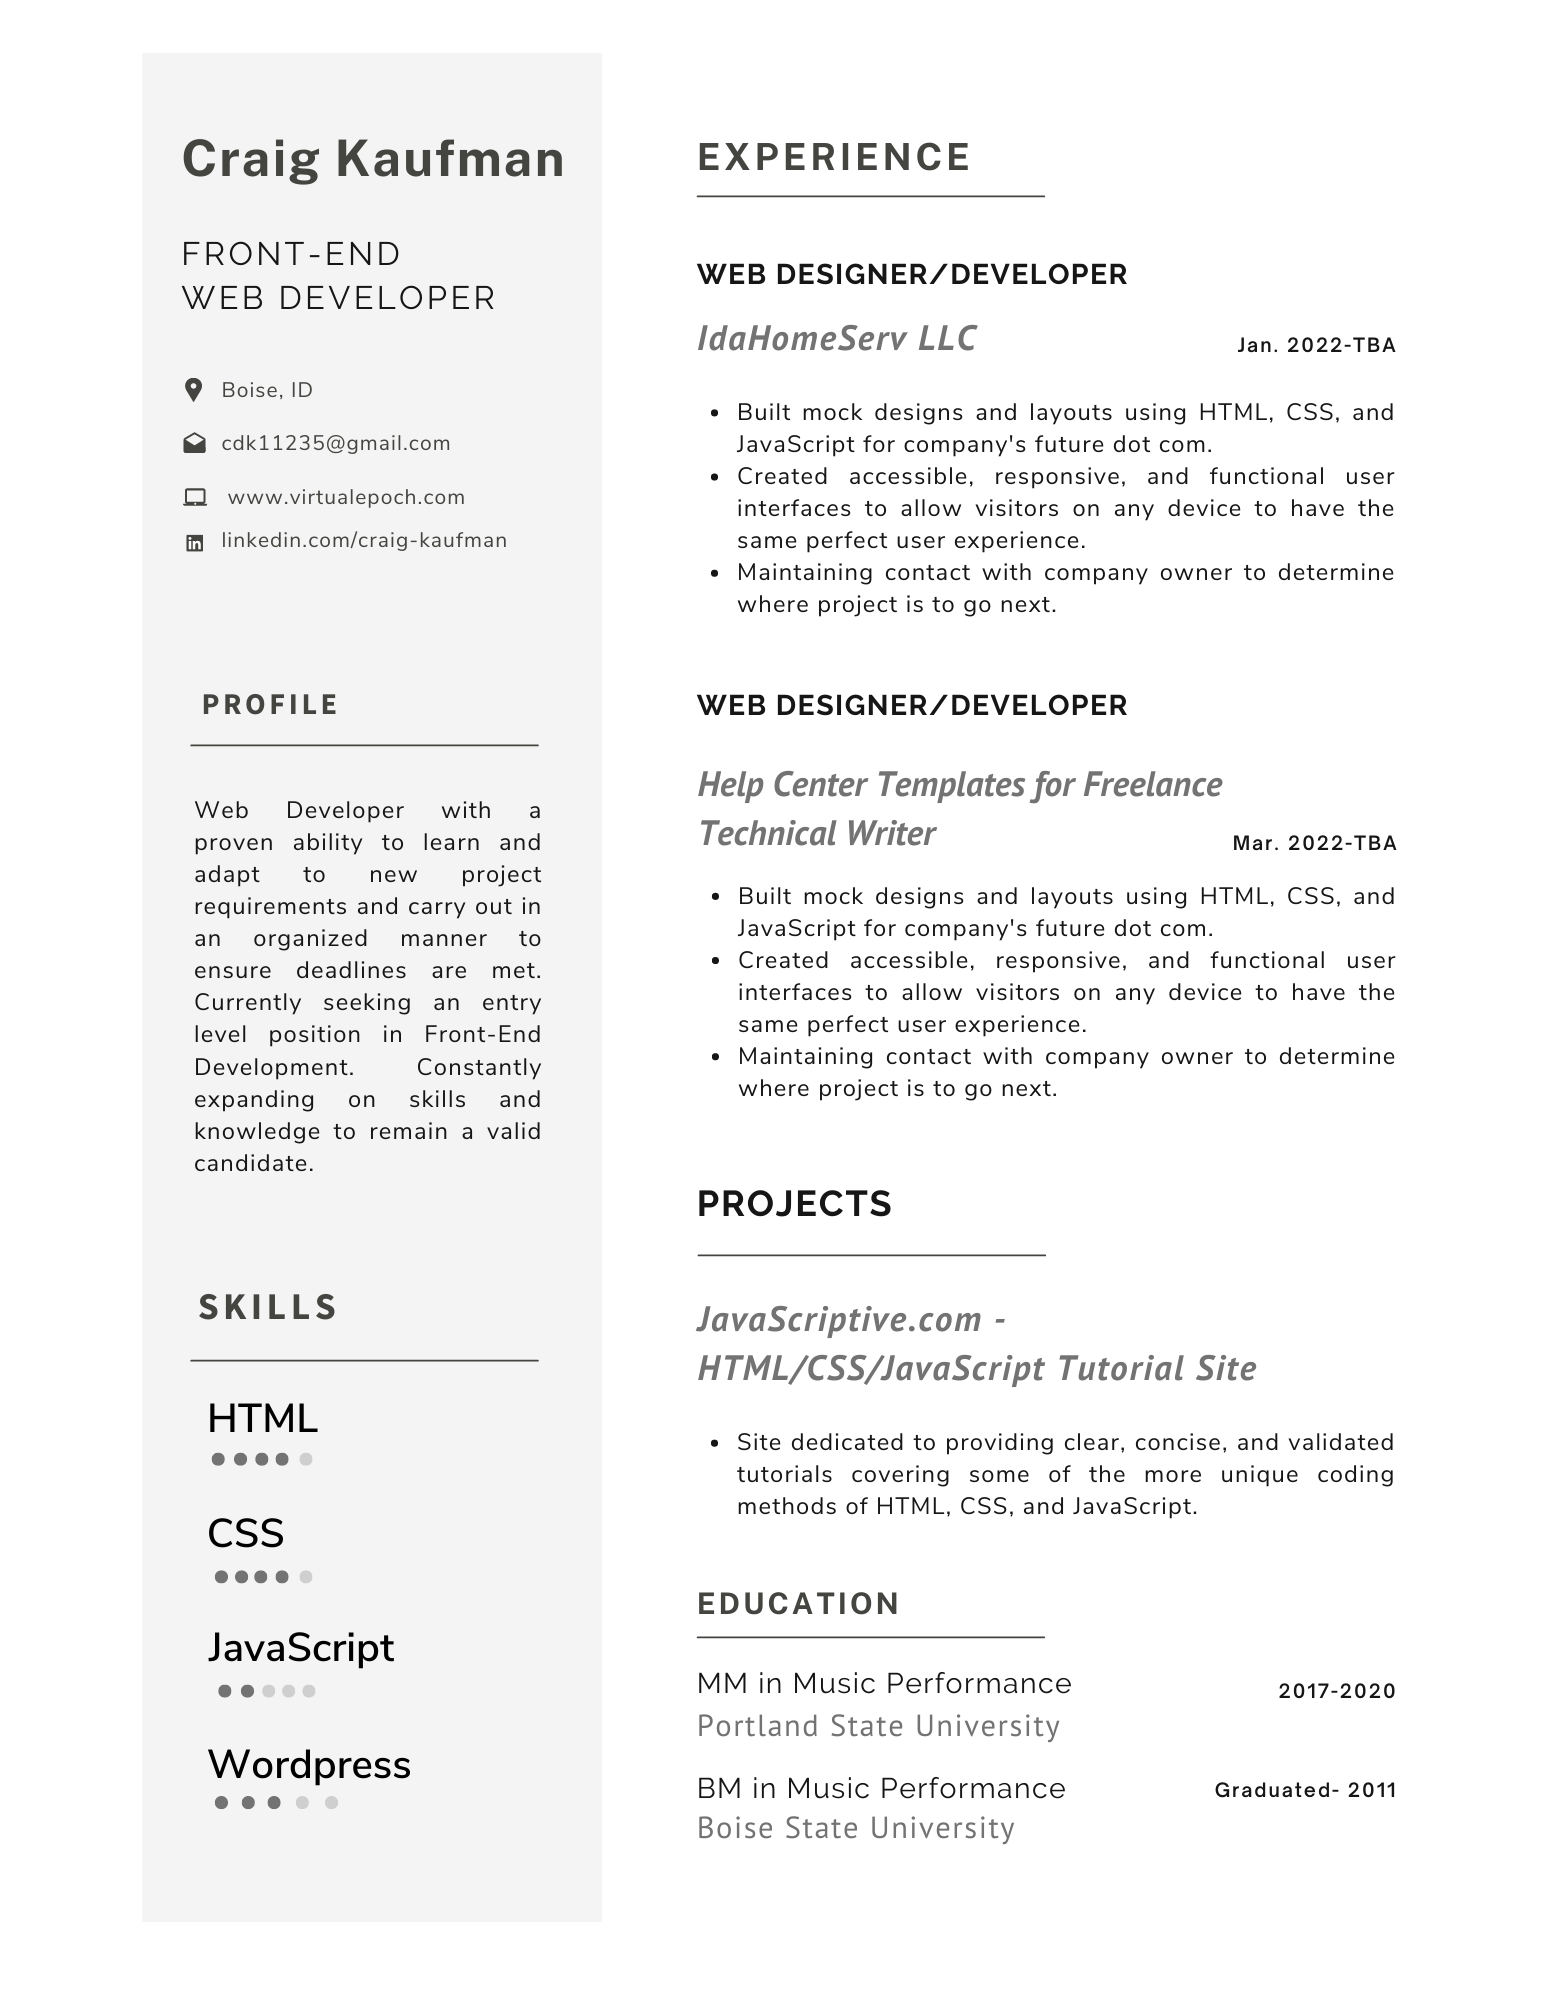 Craig Kaufman
FRONT-END
WEB DEVELOPER
Boise, ID
cdk11235@gmail.com
www.virtualepoch.com
linkedin.com/craig-kaufman
PROFILE
Web Developer with a
proven ability to learn and
adapt to new project
requirements and carry out in
an organized manner to
ensure deadlines are met.
Currently seeking an entry
level position in Front-End
Development. Constantly
expanding on skills and
knowledge to remain a valid
candidate.
SKILLS
HTML
CSS
JavaScript
Wordpress
EXPERIENCE
WEB DESIGNER/DEVELOPER
IdaHomeServ LLC
Jan. 2022-TBA
• Built mock designs and layouts using HTML, CSS, and
JavaScript for company's future dot com.
• Created accessible, responsive, and functional user
interfaces to allow visitors on any device to have the
same perfect user experience.
• Maintaining contact with company owner to determine
where project is to go next.
WEB DESIGNER/DEVELOPER
Help Center Templates for Freelance
Technical Writer
Mar. 2022-TBA
• Built mock designs and layouts using HTML, CSS, and
JavaScript for company's future dot com.
• Created accessible, responsive, and functional user
interfaces to allow visitors on any device to have the
same perfect user experience.
• Maintaining contact with company owner to determine
where project is to go next.
PROJECTS
JavaScriptive.com -
HTML/CSS/JavaScript Tutorial Site
• Site dedicated to providing clear, concise, and validated
tutorials covering some of the more unique coding
methods of HTML, CSS, and JavaScript.
EDUCATION
MM in Music Performance
2017-2020
Portland State University
BM in Music Performance
Graduated- 2011
Boise State University